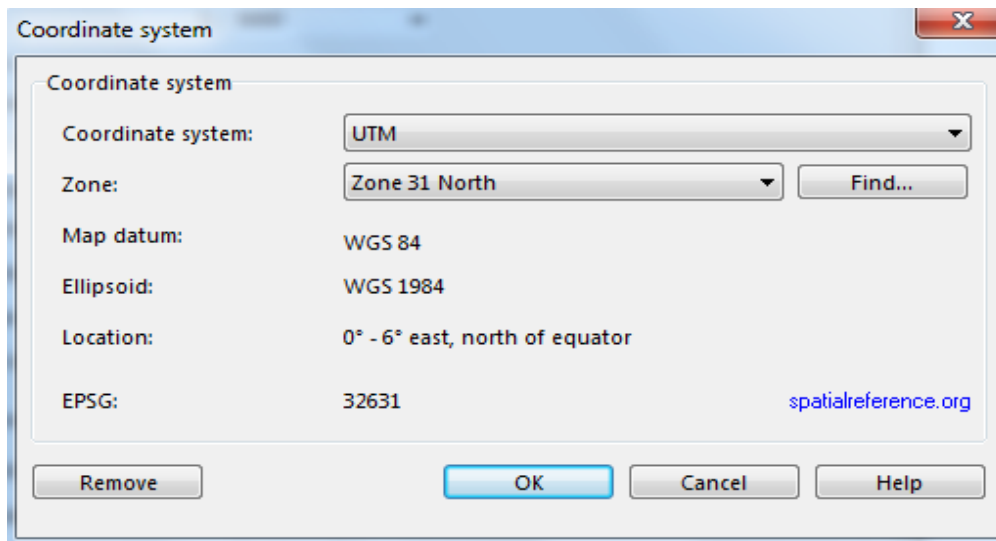 Coordinate system
Coordinate system
Coordinate system: UTM
Zone: Zone 31 North Find...
Map datum: WGS 84
Ellipsoid: WGS 1984
Location: 0° - 6° east, north of equator
EPSG: 32631 spatialreference.org
Remove OK Cancel Help